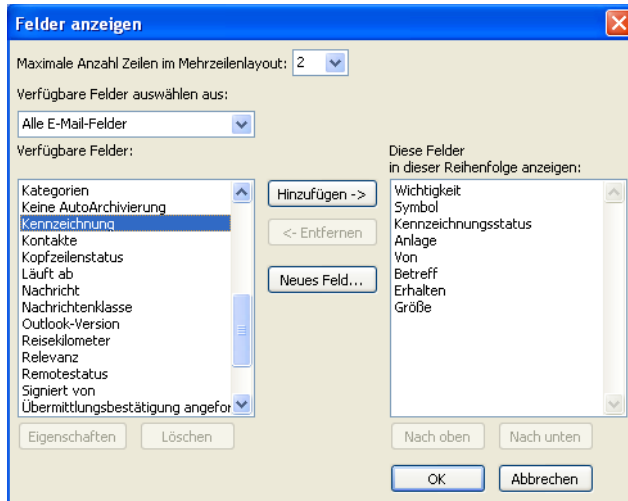 Felder anzeigen
Maximale Anzahl Zeilen im Mehrzeilenlayout: 2
Verfügbare Felder auswählen aus:
Alle E-Mail-Felder
Verfügbare Felder:
Kategorien
Keine AutoArchivierung
Kennzeichnung
Kontakte
Kopfzeilenstatus
Läuft ab
Nachricht
Nachrichtenklasse
Outlook-Version
Reisekilometer
Relevanz
Remotestatus
Signiert von
Übermittlungsbestätigung angefor
Eigenschaften
Löschen
Hinzufügen ->
<- Entfernen
Neues Feld...
Diese Felder
in dieser Reihenfolge anzeigen:
Wichtigkeit
Symbol
Kennzeichnungsstatus
Anlage
Von
Betreff
Erhalten
Größe
Nach oben
Nach unten
OK
Abbrechen